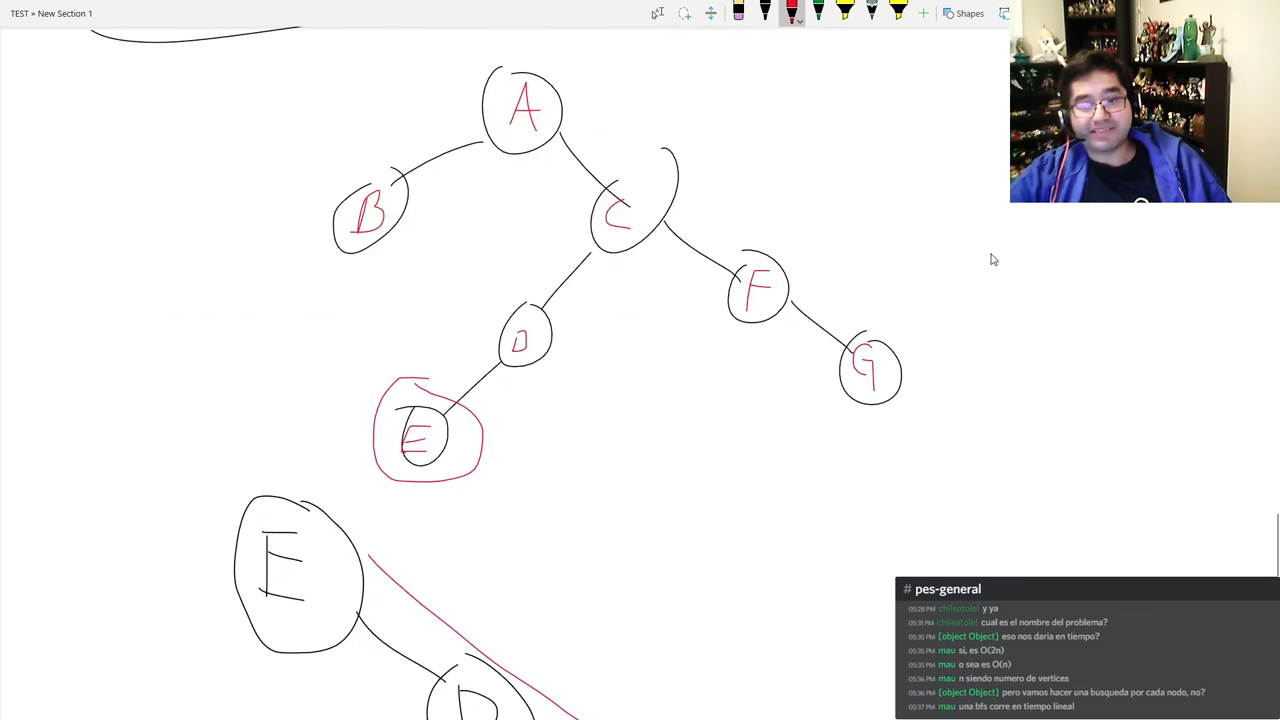 TEST » New Section 1
Shapes
A
B
C
F
D
G
E
E
D
# pes-general
05:28 PM chileatole! y ya
05:31 PM chileatole! cual es el nombre del problema?
05:35 PM [object Object] eso nos daria en tiempo?
05:35 PM mau si, es O(2n)
05:35 PM mau o sea es O(n)
05:36 PM mau n siendo numero de vertices
05:36 PM [object Object] pero vamos hacer una busqueda por cada nodo, no?
05:37 PM mau una bfs corre en tiempo lineal